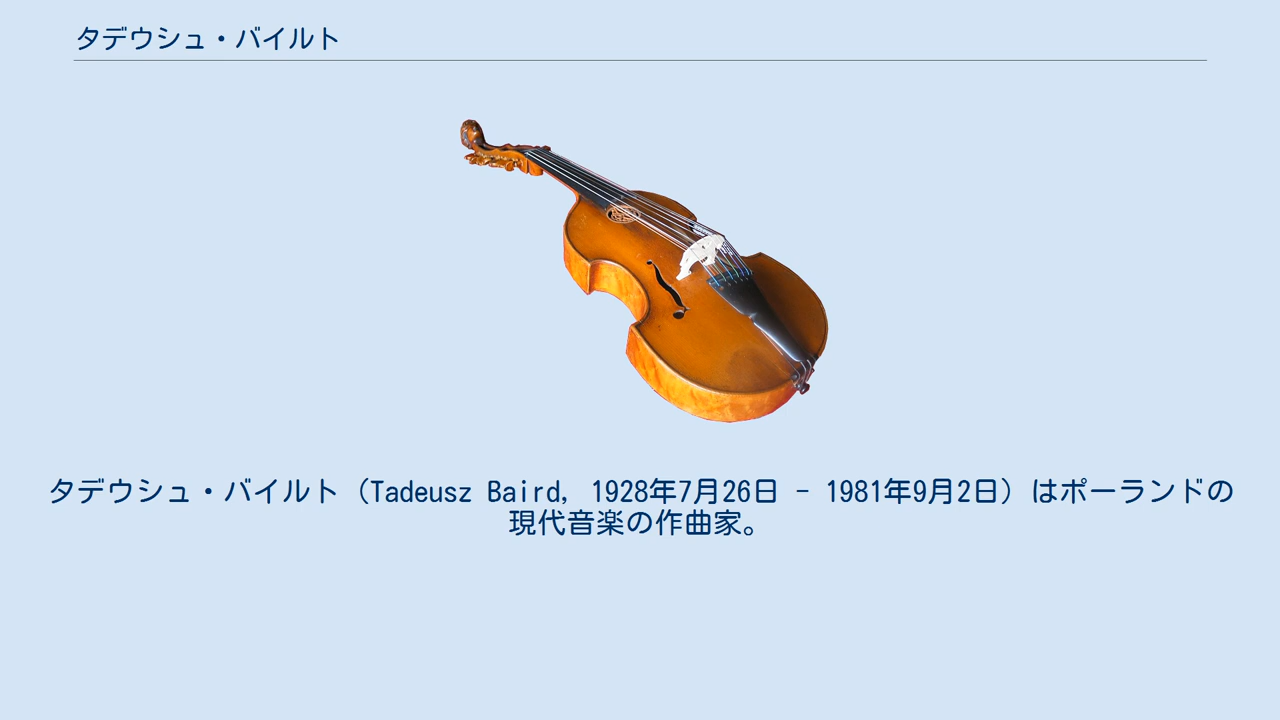 タデウシュ・バイルト
タデウシュ・バイルト（Tadeusz Baird, 1928年7月26日 - 1981年9月2日）はポーランドの
現代音楽の作曲家。